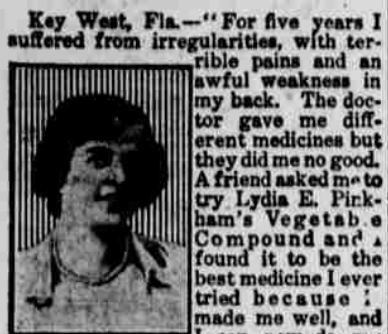 Key West, Fla.—"For five years I
suffered from irregularities, with ter-
rible pains and an
awful weakness in
my back. The doc-
tor gave me diff-
erent medicines but
they did me no good.
A friend asked me to
try Lydia E. Pink-
ham's Vegetable
Compound and
found it to be the
best medicine I ever
tried because
made me well, and